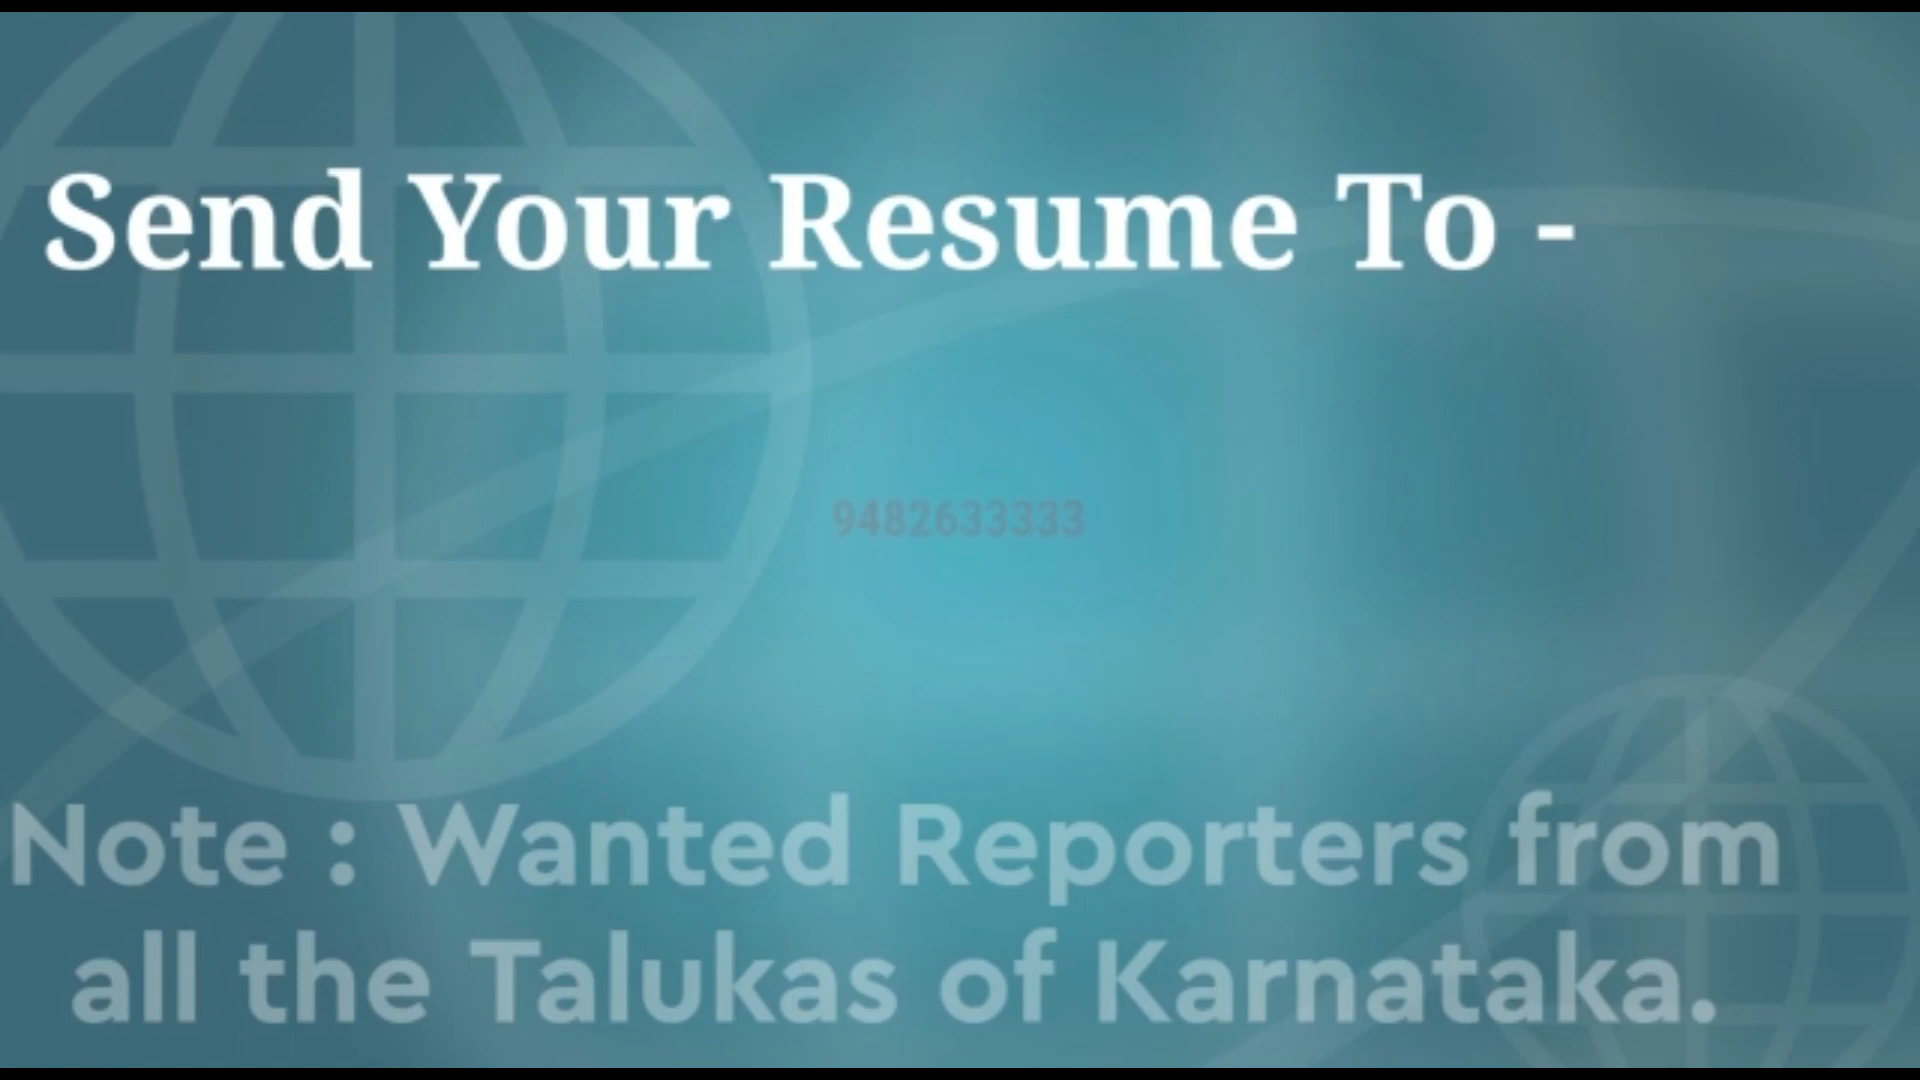 Send Your Resume To -
9482633333
Note : Wanted Reporters from
all the Talukas of Karnataka.